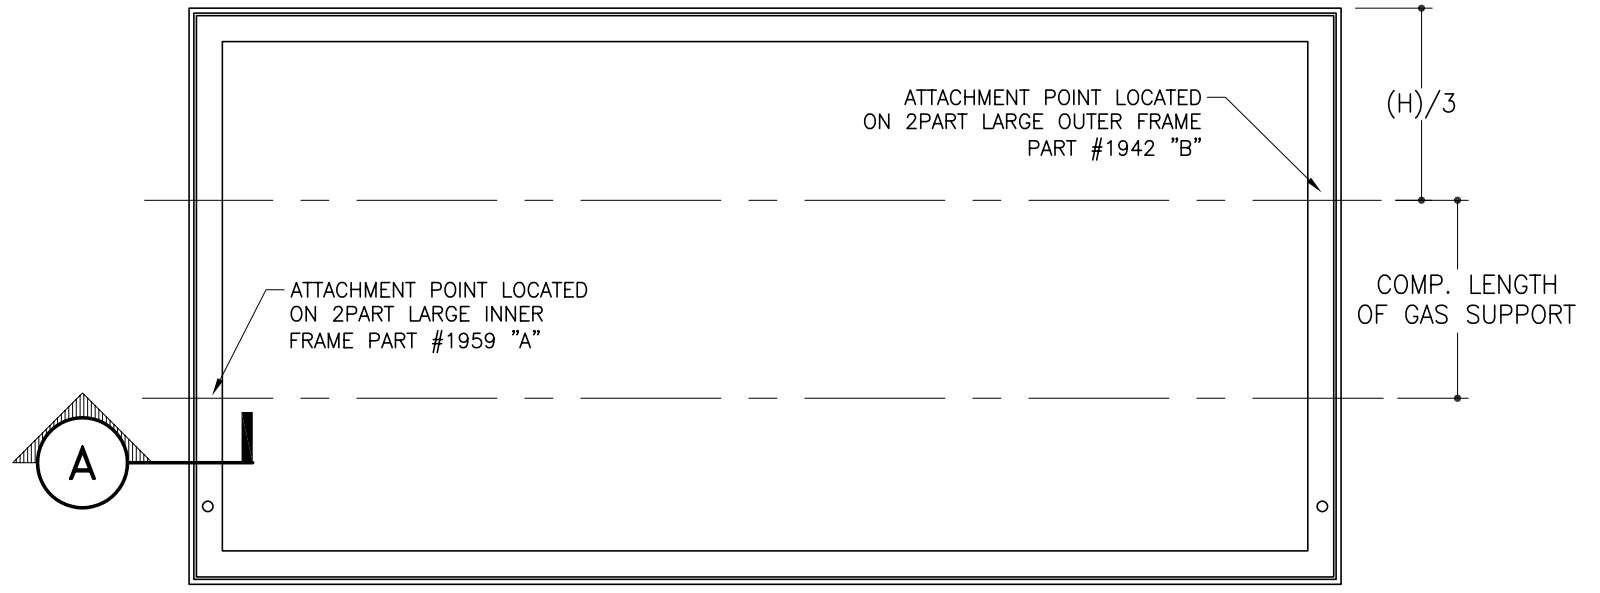 ATTACHMENT POINT LOCATED
ON 2PART LARGE OUTER FRAME
PART #1942 "B"
(H)/3
ATTACHMENT POINT LOCATED
ON 2PART LARGE INNER
FRAME PART #1959 "A"
COMP. LENGTH
OF GAS SUPPORT
A